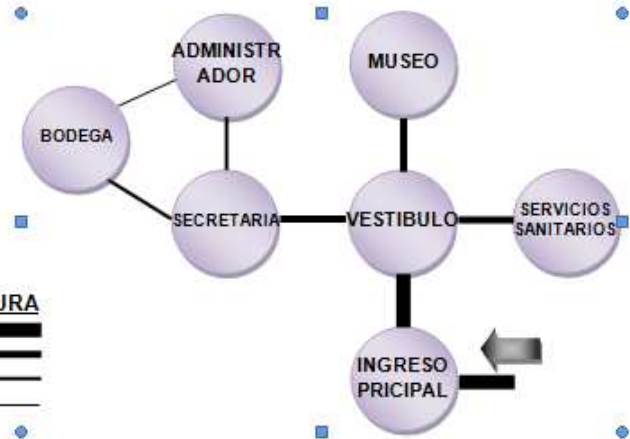 ADMINISTR
ADOR
MUSEO
BODEGA
SECRETARIA
VESTIBULO
SERVICIOS
SANITARIOS
URA
INGRESO
PRICIPAL